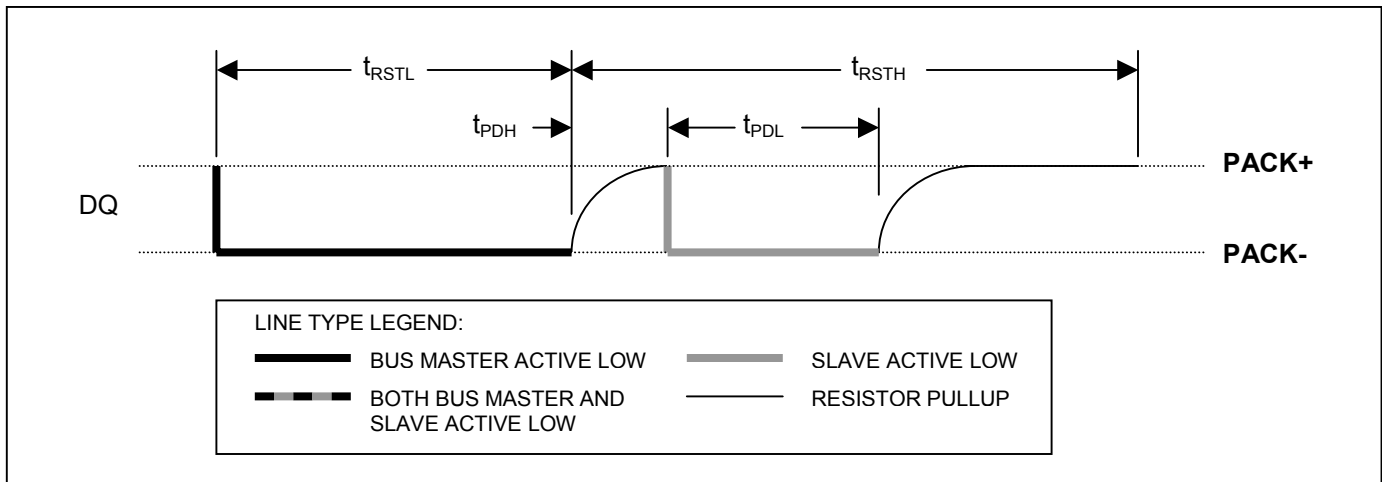 tRSTL
tRSTH
tPDH
tPDL
PACK+
DQ
PACK-
LINE TYPE LEGEND:
BUS MASTER ACTIVE LOW
SLAVE ACTIVE LOW
BOTH BUS MASTER AND
SLAVE ACTIVE LOW
RESISTOR PULLUP